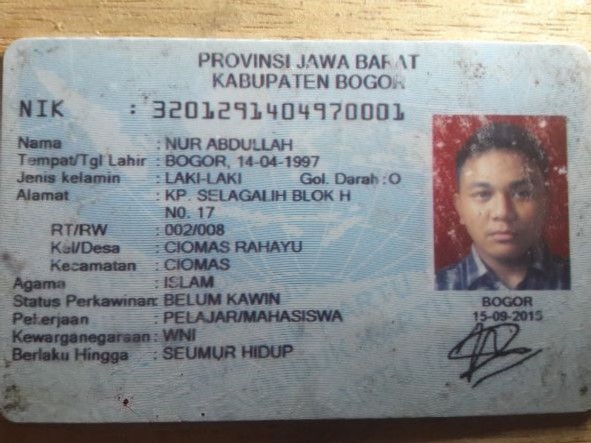 PROVINSI JAWA BARAT
KABUPATEN BOGOR
NIK : 3201291404970001
Nama : NUR ABDULLAH
Tempat/Tgl Lahir : BOGOR, 14-04-1997
Jenis kelamin : LAKI-LAKI Gol. Darah :O
Alamat : KP. SELAGALIH BLOK H
NO. 17
RT/RW : 002/008
Kel/Desa : CIOMAS RAHAYU
Kecamatan : CIOMAS
Agama : ISLAM
Status Perkawinan: BELUM KAWIN
Pekerjaan : PELAJAR/MAHASISWA
Kewarganegaraan: WNI
Berlaku Hingga : SEUMUR HIDUP
BOGOR
15-09-2015